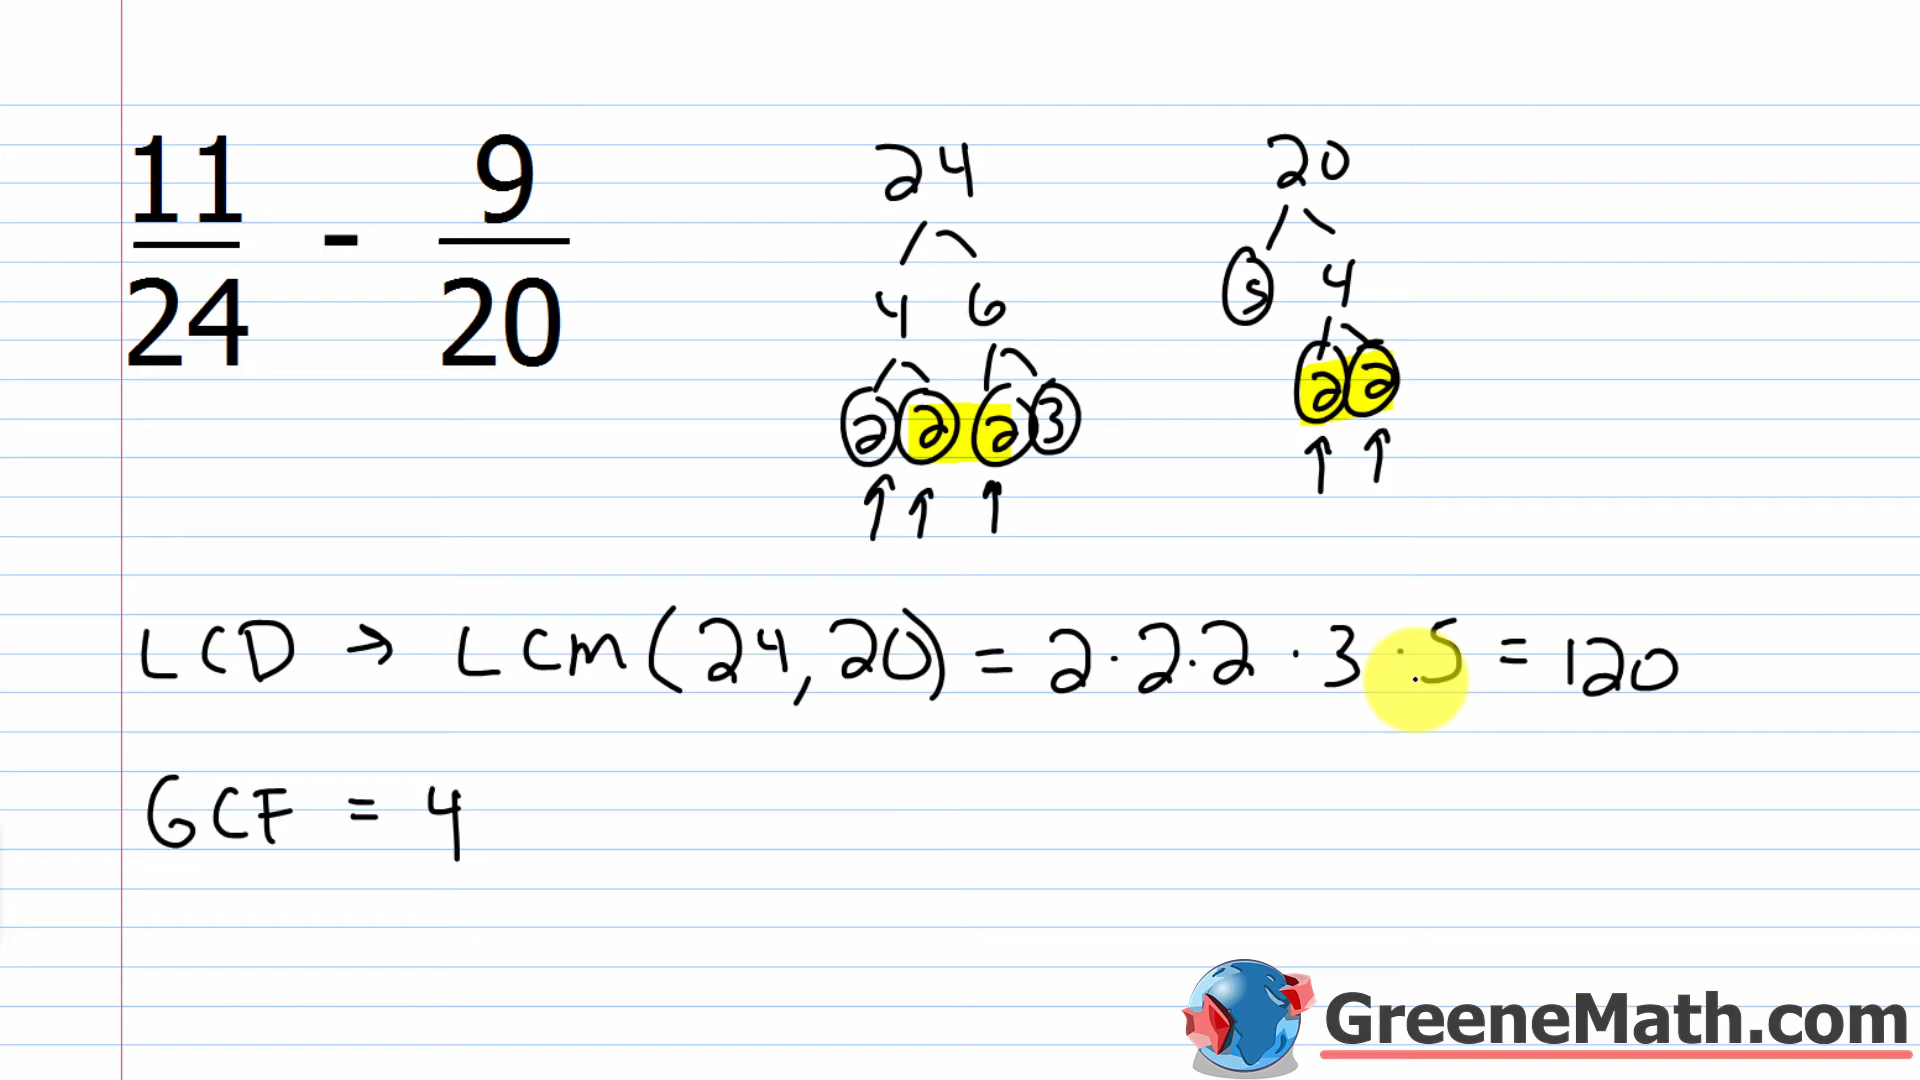 11/24 - 9/20
24
4 6
2 2 2 3
20
5 4
2 2
LCD → LCM(24,20) = 2·2·2·3·5 = 120
GCF = 4
GreeneMath.com